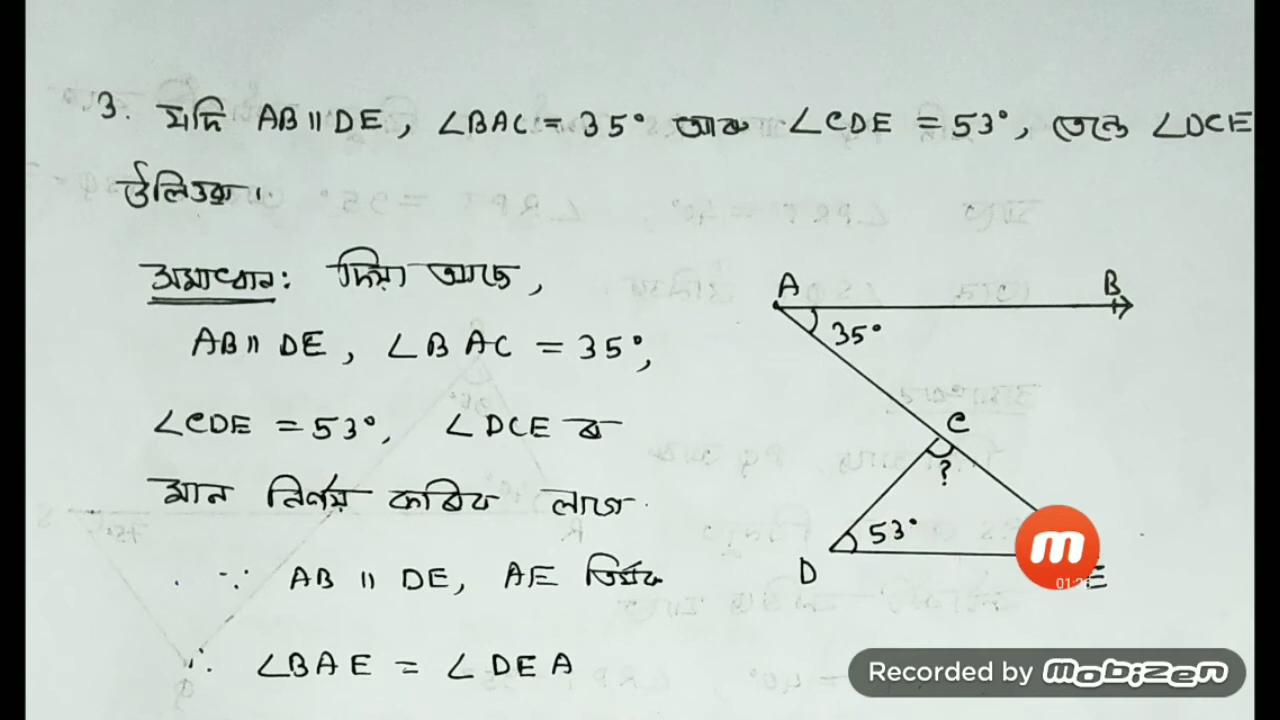 3. যদি AB॥DE, ∠BAC = 35° আৰু ∠CDE = 53°, তেন্তে ∠DCE
উলিওৱা।
সমাধান: দিয়া আছে,
AB॥ DE, ∠BAC = 35°,
∠CDE = 53°, ∠DCE ৰ
মান নিৰ্ণয় কৰিব লাগে.
∵ AB ॥ DE, AE তিৰ্যক
∴ ∠BAE = ∠DEA
A
B
35°
C
?
53°
D
E
m
Recorded by mobizen